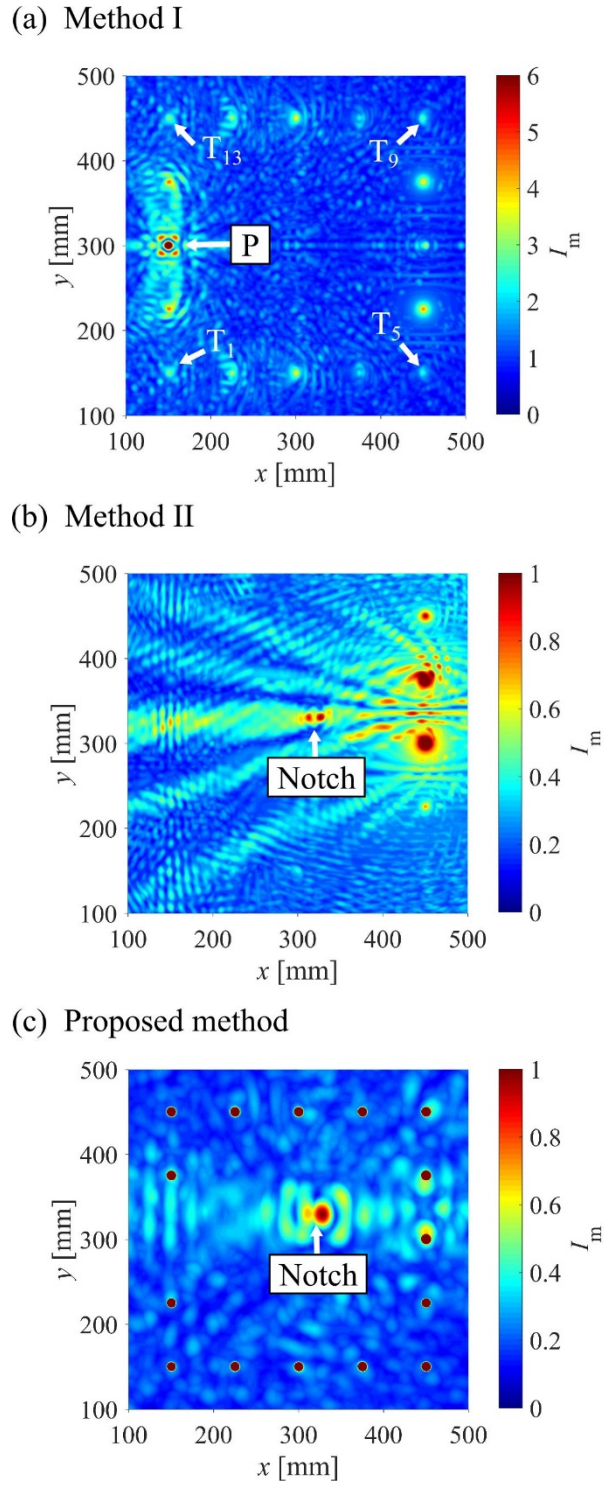 (a) Method I
500
400
300
200
100
y [mm]
T13
T9
P
T1
T5
100 200 300 400 500
x [mm]
6
5
4
3
2
1
0
Im
(b) Method II
500
400
300
200
100
y [mm]
Notch
100 200 300 400 500
x [mm]
1
0.8
0.6
0.4
0.2
0
Im
(c) Proposed method
500
400
300
200
100
y [mm]
Notch
100 200 300 400 500
x [mm]
1
0.8
0.6
0.4
0.2
0
Im